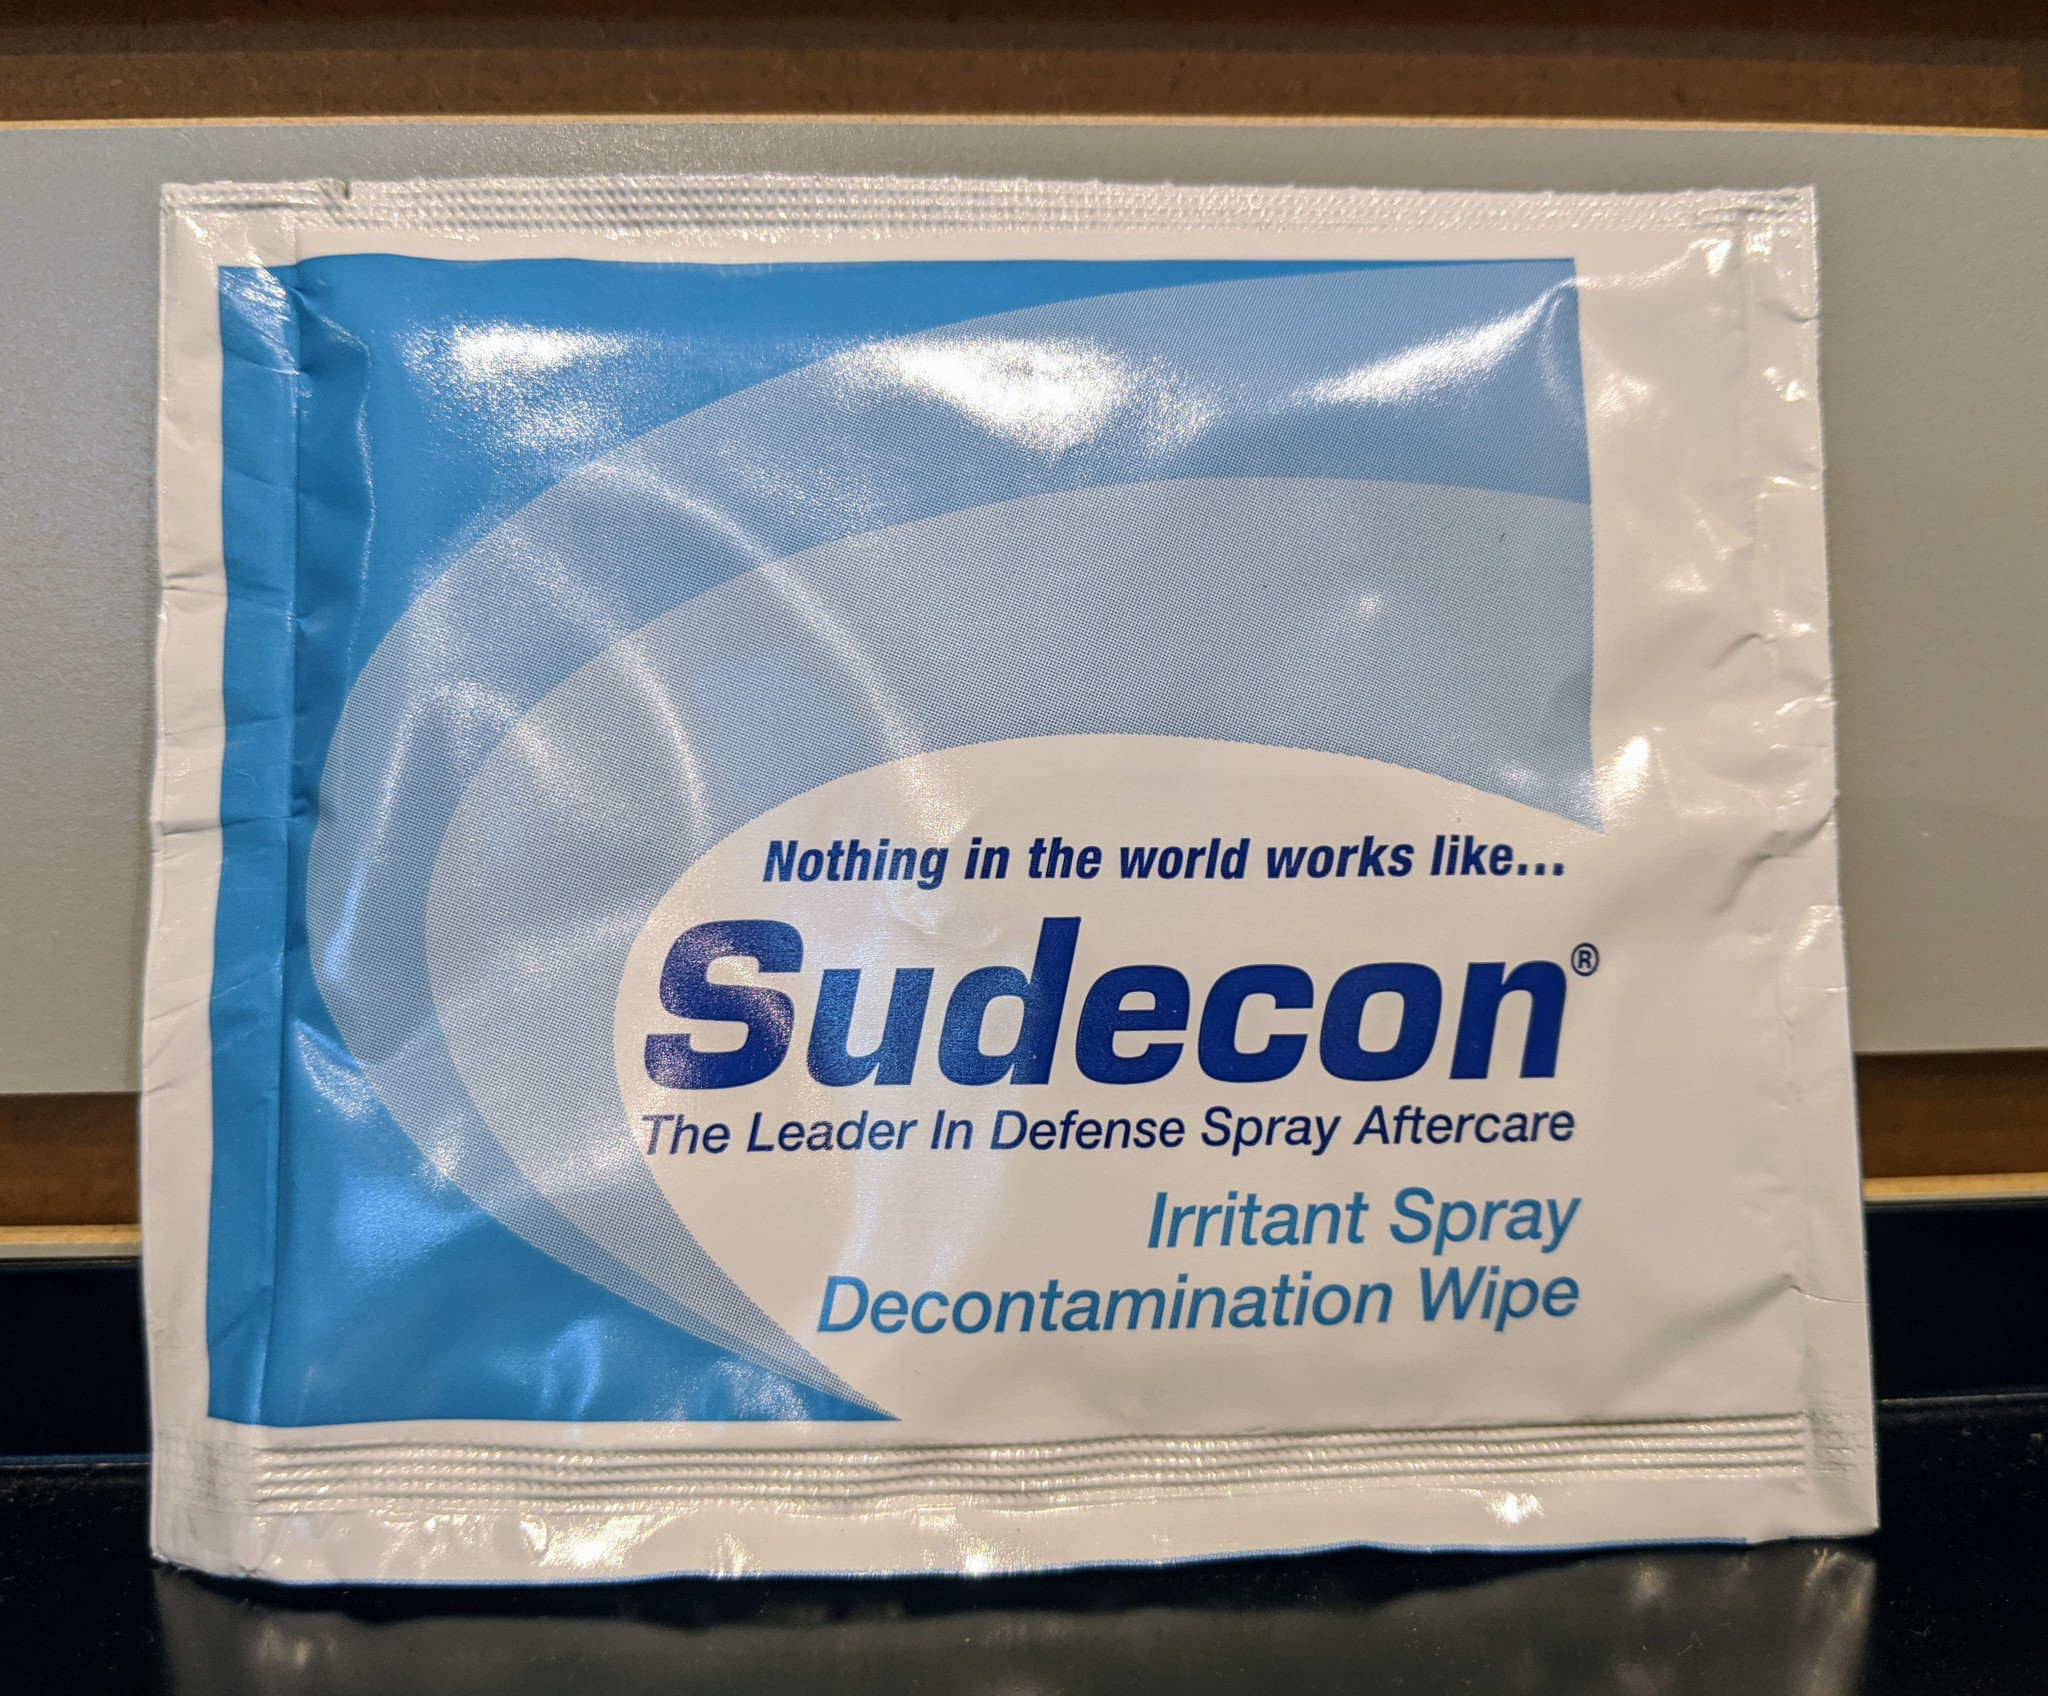 Nothing in the world works like...
Sudecon®
The Leader In Defense Spray Aftercare
Irritant Spray
Decontamination Wipe